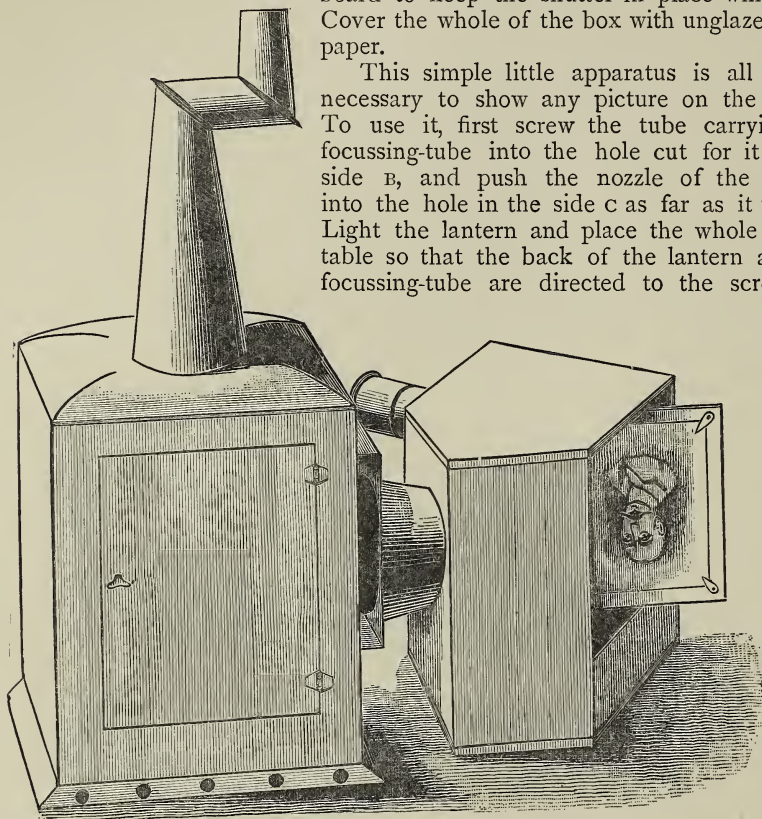 board to keep the shutter in place
Cover the whole of the box with unglaze
paper.
This simple little apparatus is all
necessary to show any picture on the
To use it, first screw the tube carryi
focussing-tube into the hole cut for it
side B, and push the nozzle of the
into the hole in the side C as far as it
Light the lantern and place the whole
table so that the back of the lantern a
focussing-tube are directed to the scre